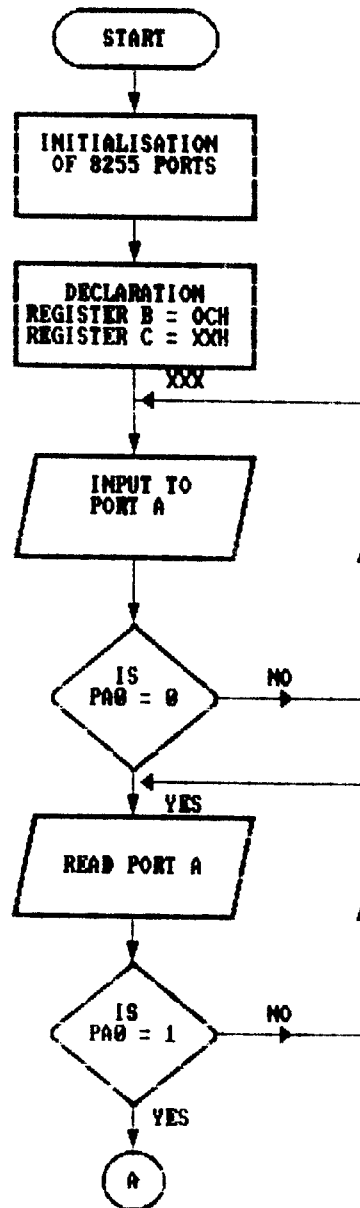 START
INITIALISATION
OF 8255 PORTS
DECLARATION
REGISTER B = 0CH
REGISTER C = XXH
XXX
INPUT TO
PORT A
IS
PA0 = 0
NO
YES
READ PORT A
IS
PA0 = 1
NO
YES
A